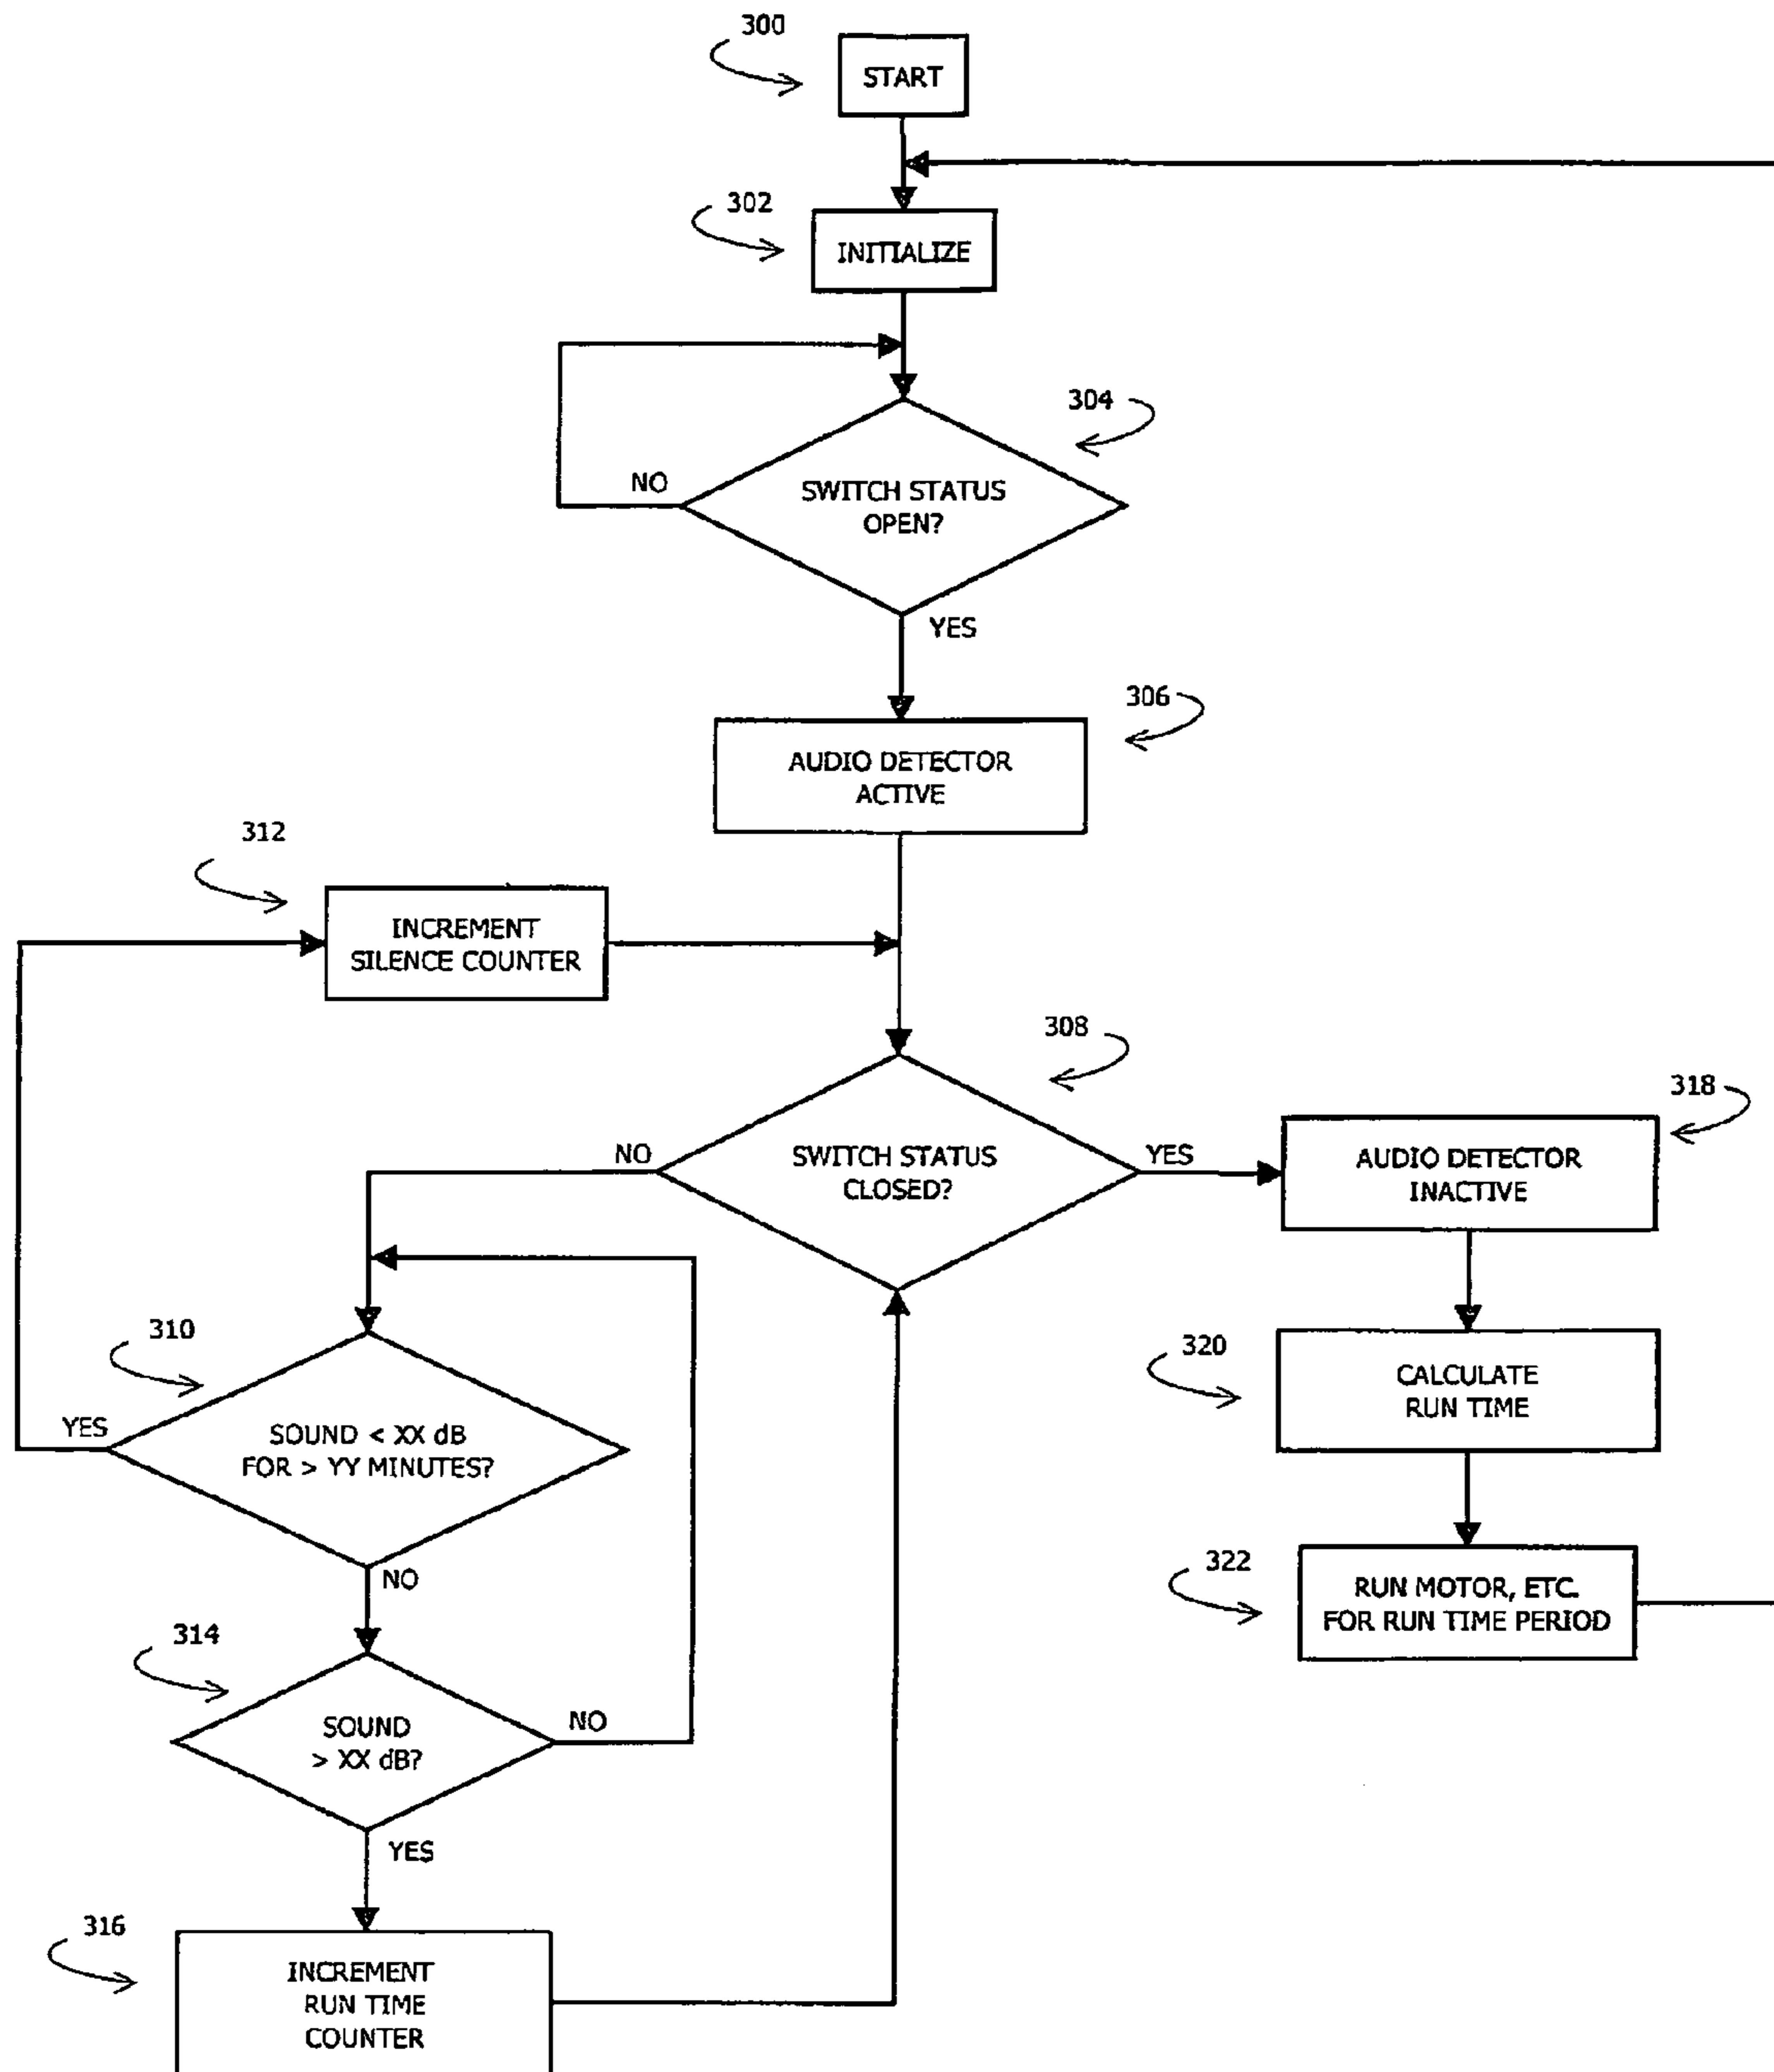 300
START
302
INITIALIZE
304
NO
SWITCH STATUS
OPEN?
YES
306
AUDIO DETECTOR
ACTIVE
312
INCREMENT
SILENCE COUNTER
308
318
NO
SWITCH STATUS
CLOSED?
YES
AUDIO DETECTOR
INACTIVE
310
320
CALCULATE
RUN TIME
YES
SOUND < XX dB
FOR > YY MINUTES?
NO
322
RUN MOTOR, ETC.
FOR RUN TIME PERIOD
314
SOUND
> XX dB?
NO
YES
316
INCREMENT
RUN TIME
COUNTER